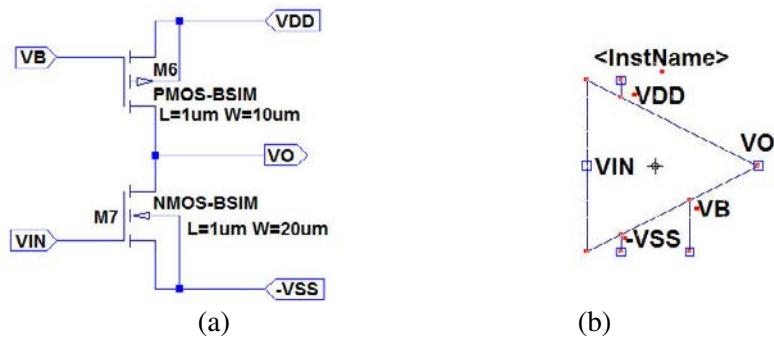 VDD
VB
M6
PMOS-BSIM
L=1um W=10um
VO
NMOS-BSIM
M7
L=1um W=20um
VIN
-VSS
(a)
<InstName>
VDD
VO
VIN
VB
-VSS
(b)